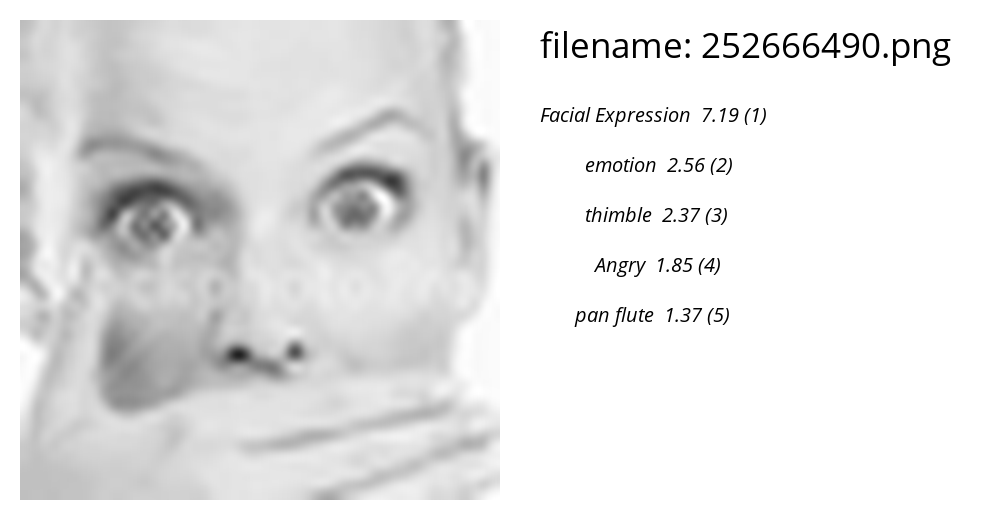 filename: 252666490.png
Facial Expression 7.19 (1)
emotion 2.56 (2)
thimble 2.37 (3)
Angry 1.85 (4)
pan flute 1.37 (5)